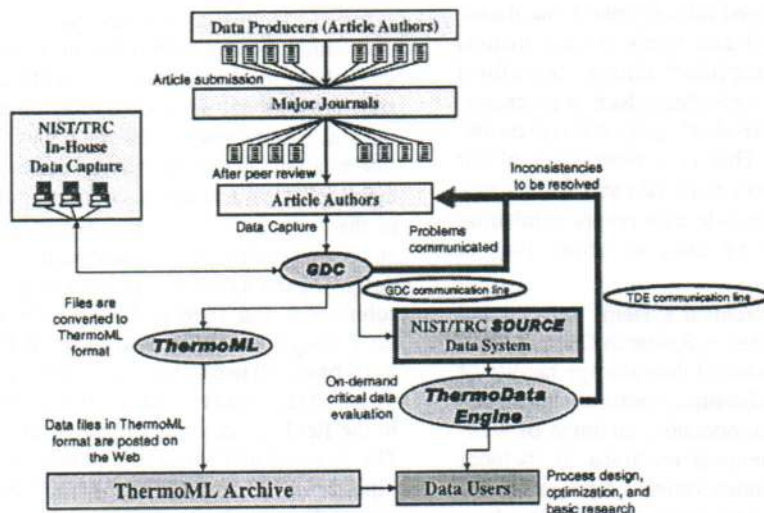 Data Producers (Article Authors)
Article submission
Major Journals
NIST/TRC
In-House
Data Capture
After peer review
Inconsistencies
to be resolved
Article Authors
Data Capture
Problems
communicated
GDC
GDC communication line
TDE communication line
Files are
converted to
ThermoML
format
ThermoML
NIST/TRC SOURCE
Data System
On-demand
critical data
evaluation
ThermoData
Engine
Data files in ThermoML
format are posted on
the Web
ThermoML Archive
Data Users
Process design,
optimization, and
basic research